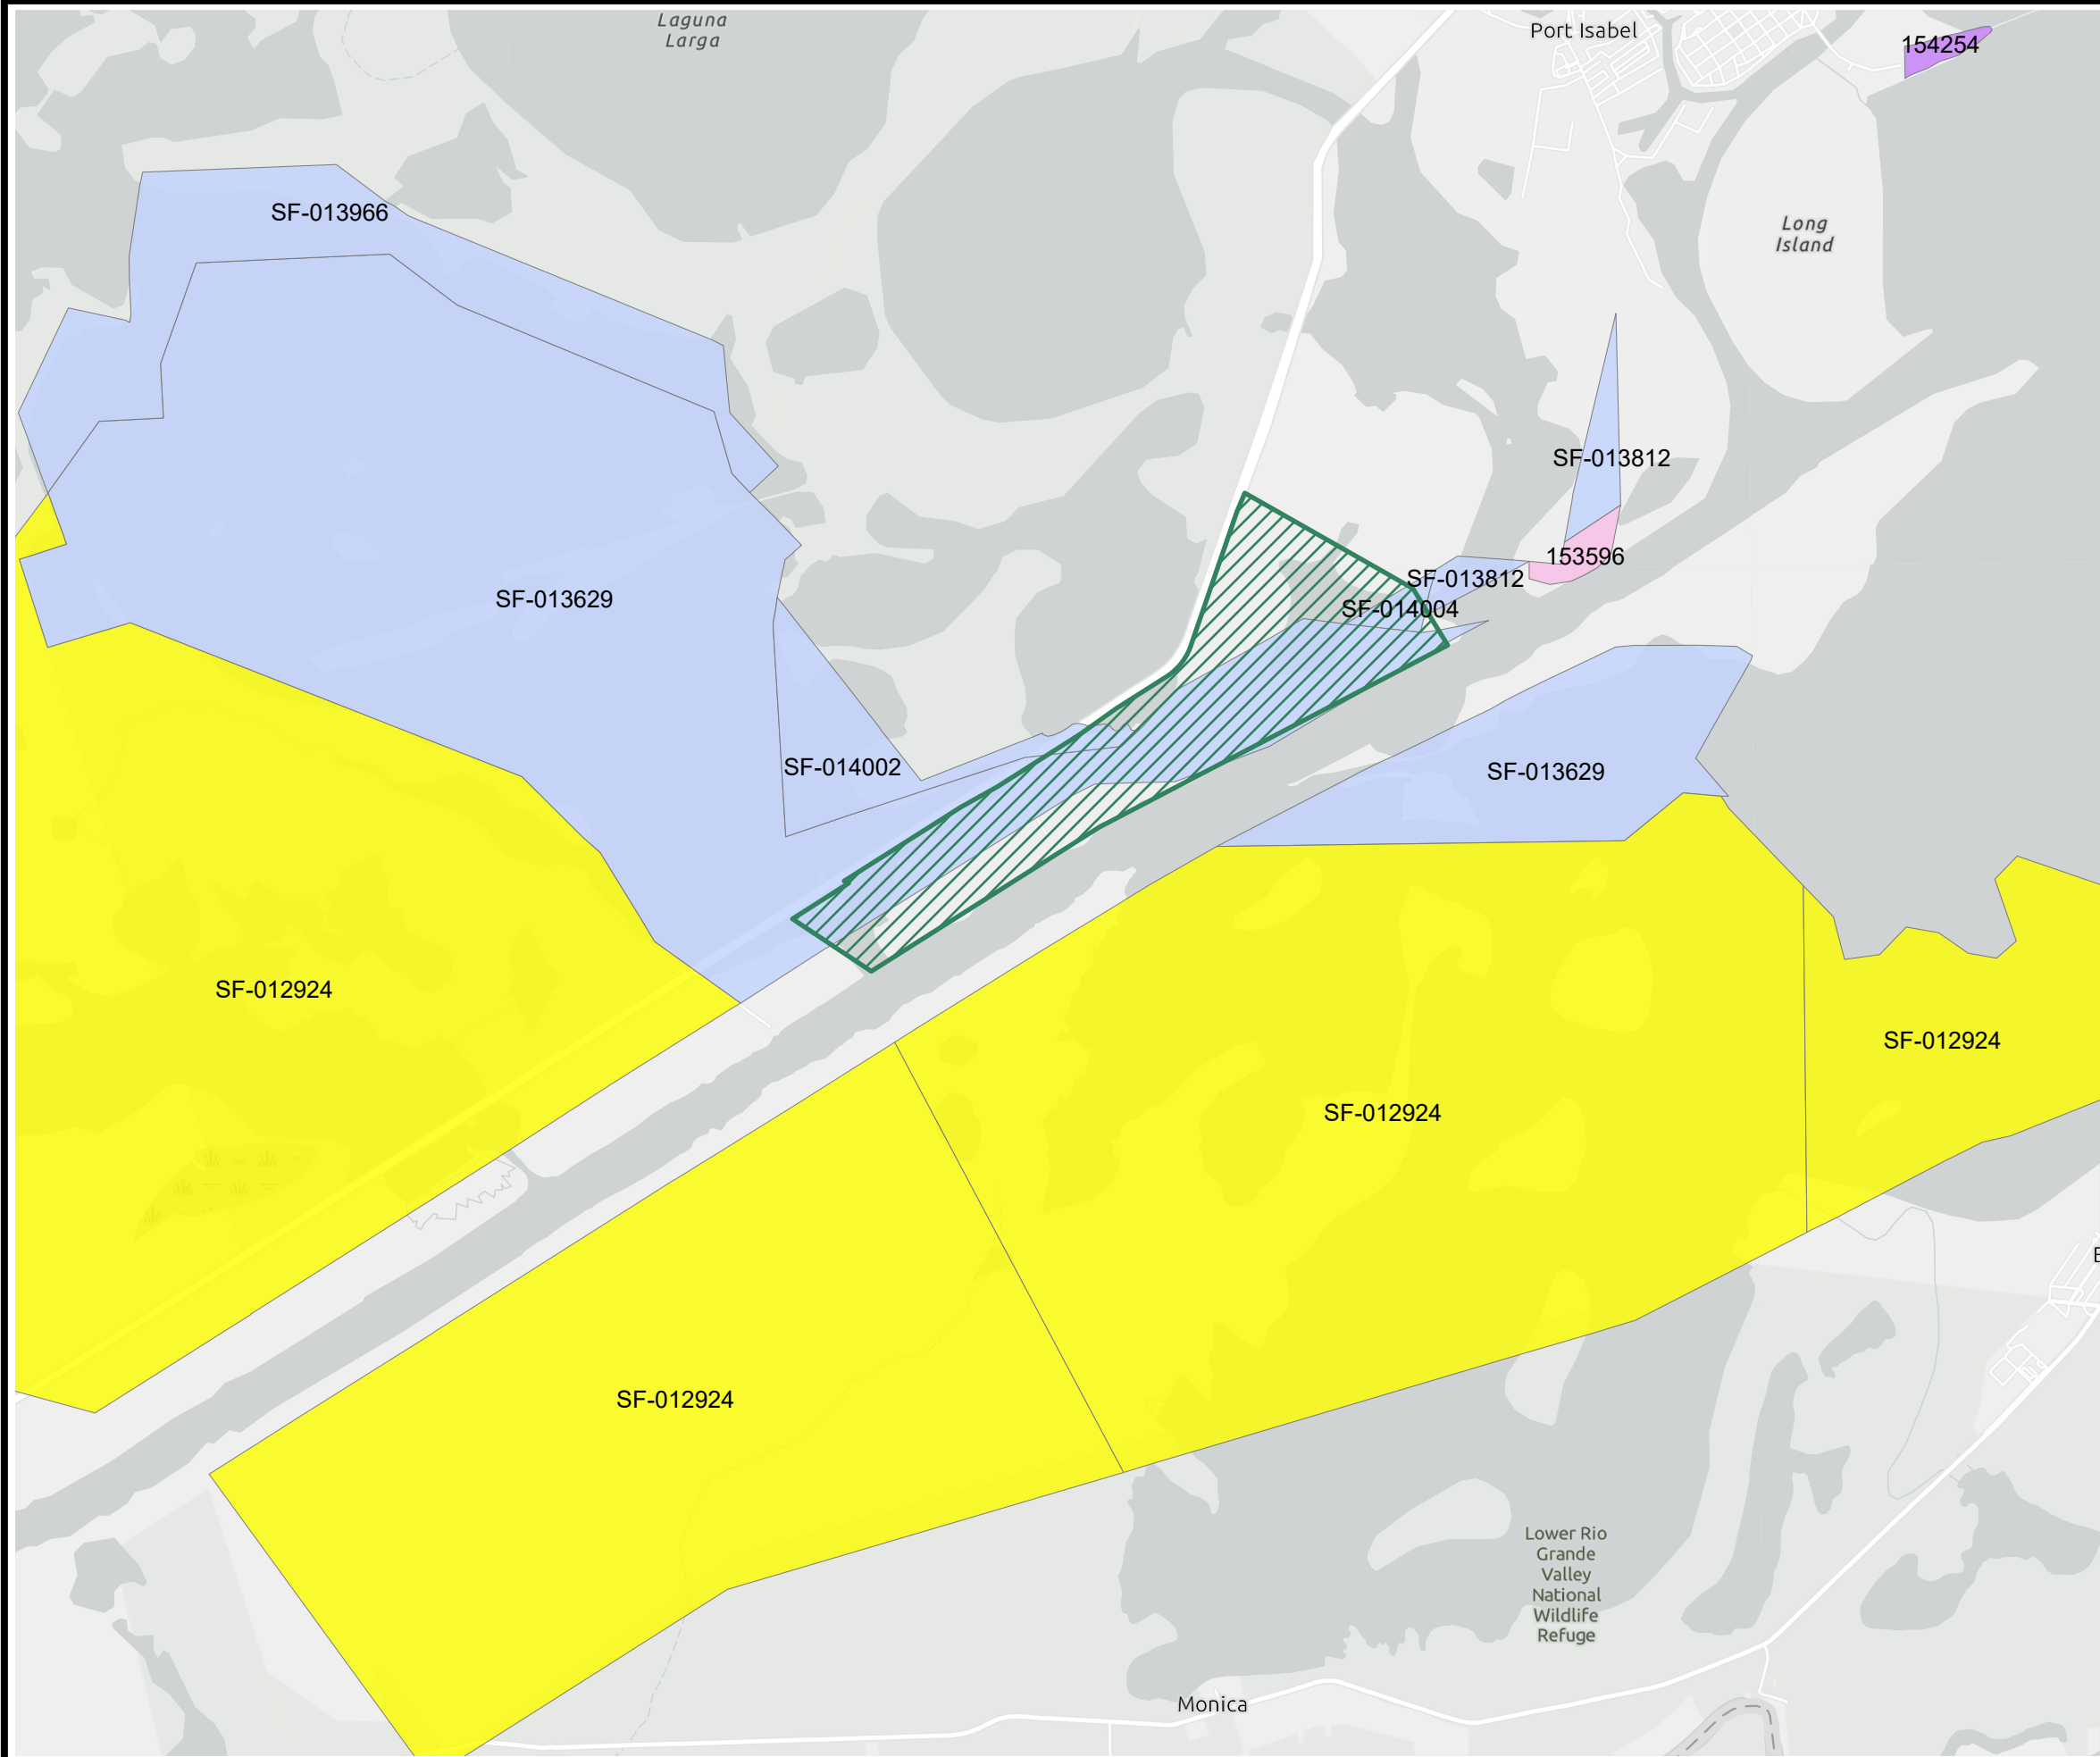 Laguna
Larga
Port Isabel
154254
SF-013966
Long
Island
SF-013812
153596
SF-013812
SF-014004
SF-013629
SF-014002
SF-013629
SF-012924
SF-012924
SF-012924
SF-012924
Lower Rio
Grande
Valley
National
Wildlife
Refuge
Monica